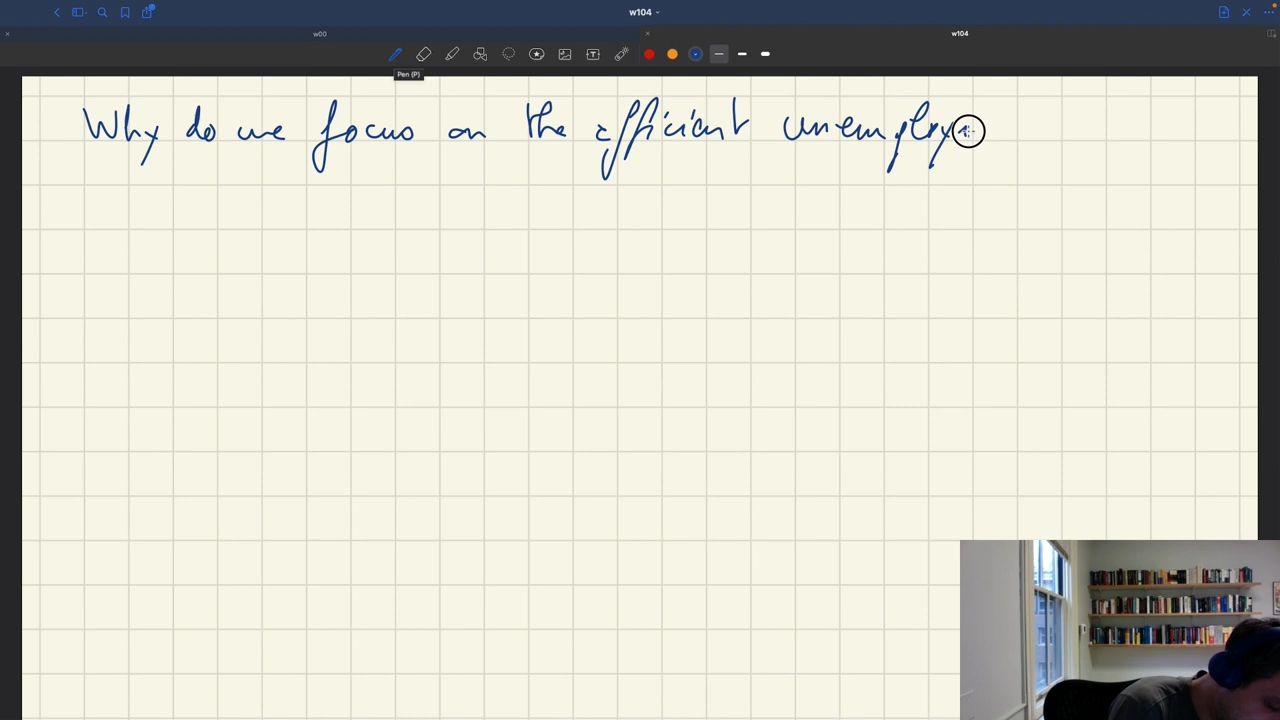 w104
w00
w104
Pen (P)
Why do we focus on the efficient unemploy